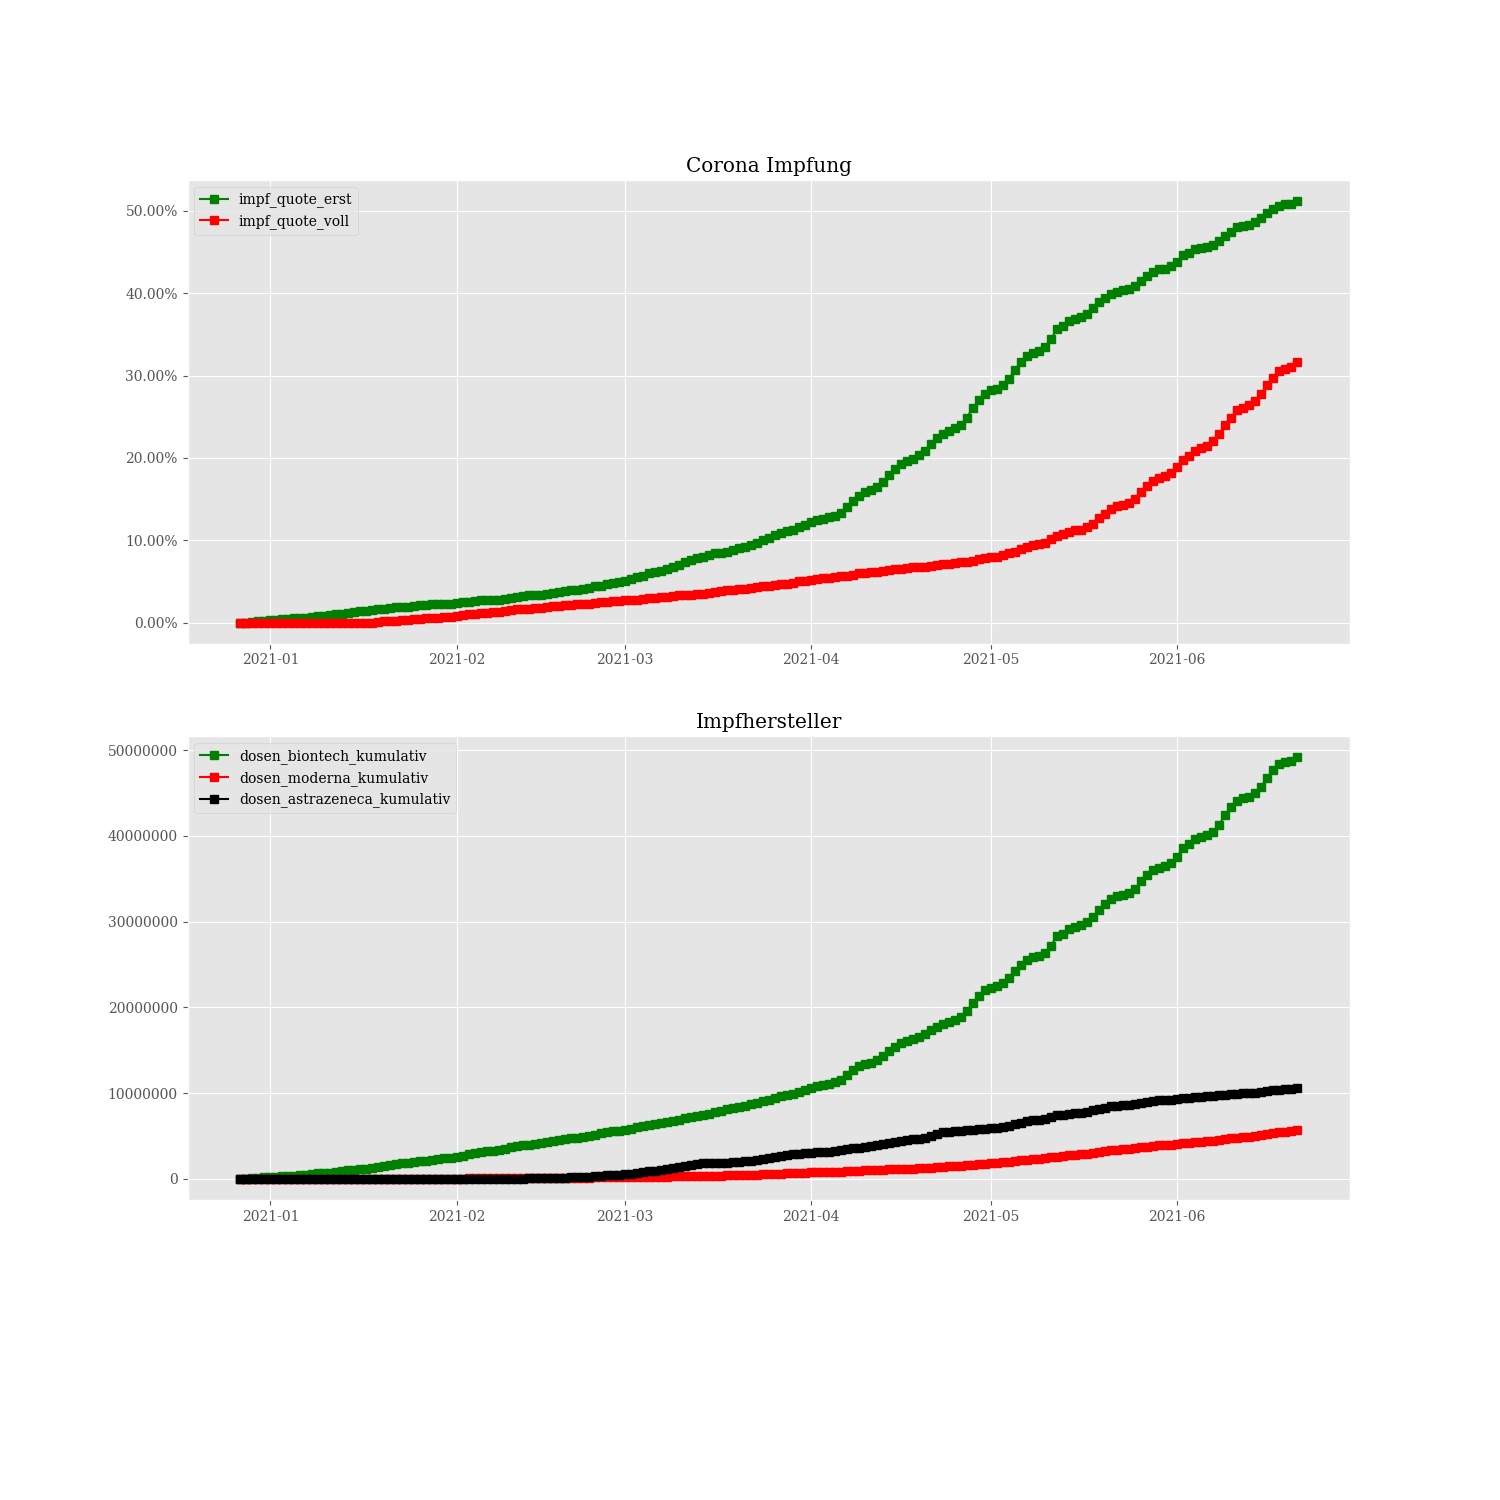 Corona Impfung
impf_quote_erst
impf_quote_voll
50.00%
40.00%
30.00%
20.00%
10.00%
0.00%
2021-01 2021-02 2021-03 2021-04 2021-05 2021-06
Impfhersteller
dosen_biontech_kumulativ
dosen_moderna_kumulativ
dosen_astrazeneca_kumulativ
50000000
40000000
30000000
20000000
10000000
0
2021-01 2021-02 2021-03 2021-04 2021-05 2021-06